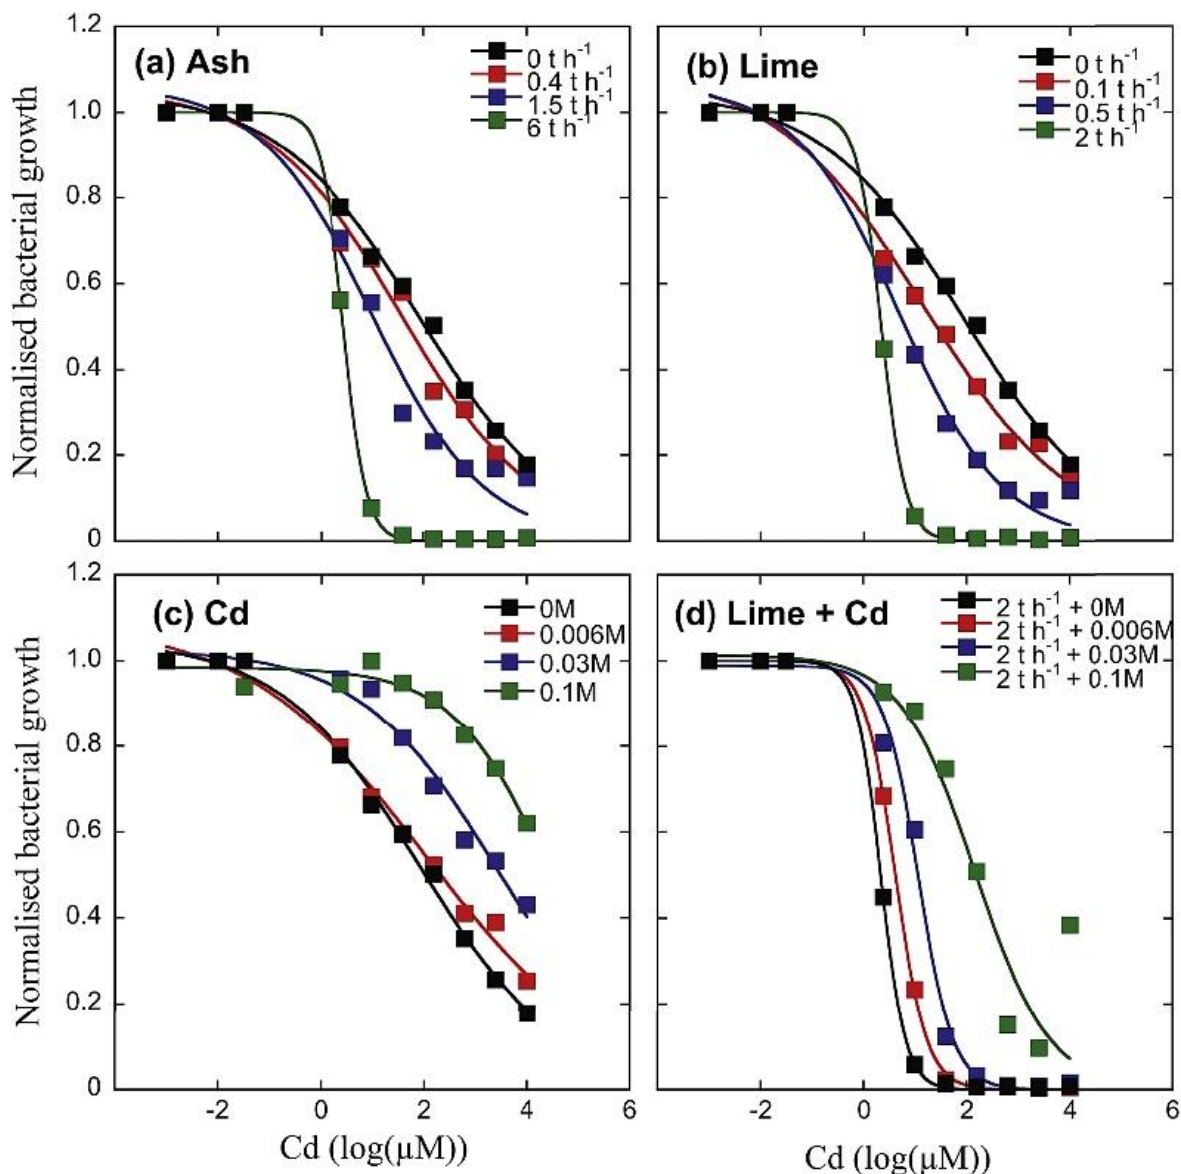 (a) Ash
0 t h-1
0.4 t h-1
1.5 t h-1
6 t h-1
1.2
1.0
0.8
0.6
0.4
0.2
0
Normalised bacterial growth
(b) Lime
0 t h-1
0.1 t h-1
0.5 t h-1
2 t h-1
(c) Cd
0M
0.006M
0.03M
0.1M
1.2
1.0
0.8
0.6
0.4
0.2
0
Normalised bacterial growth
-2 0 2 4 6
Cd (log(µM))
(d) Lime + Cd
2 t h-1 + 0M
2 t h-1 + 0.006M
2 t h-1 + 0.03M
2 t h-1 + 0.1M
-2 0 2 4 6
Cd (log(µM))